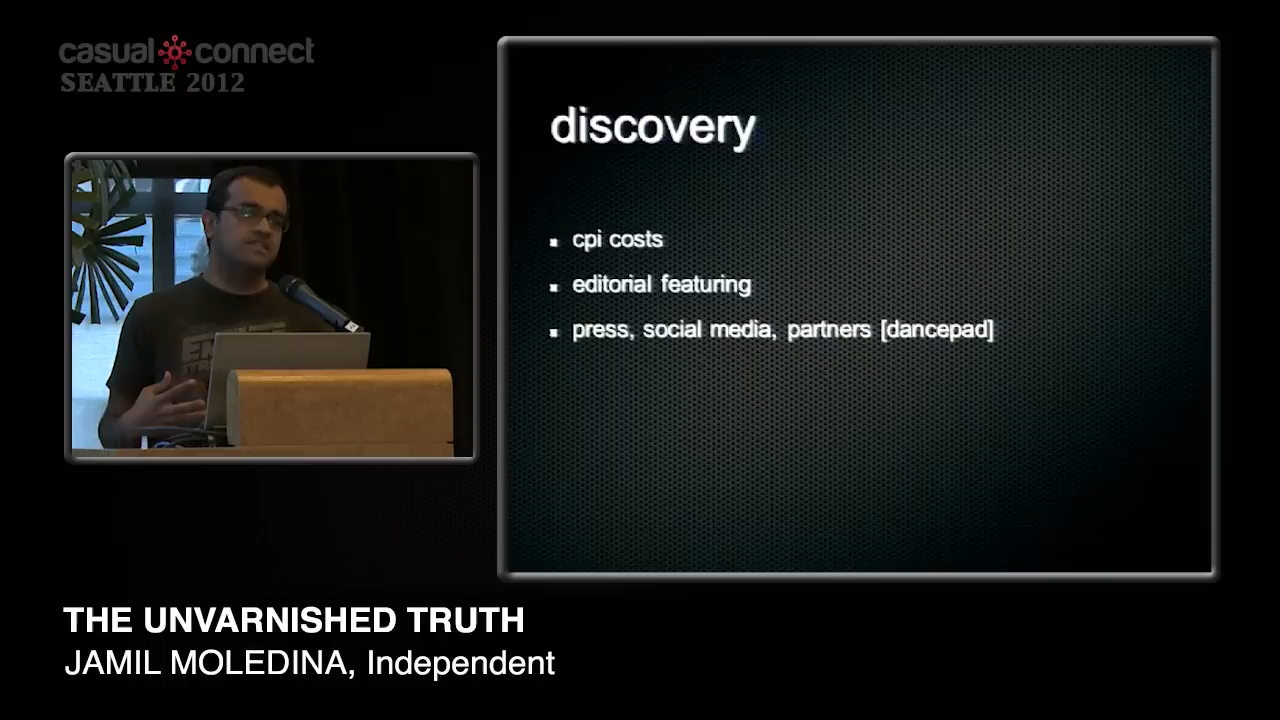 casual connect
SEATTLE 2012
discovery
cpi costs
editorial featuring
press, social media, partners [dancepad]
THE UNVARNISHED TRUTH
JAMIL MOLEDINA, Independent